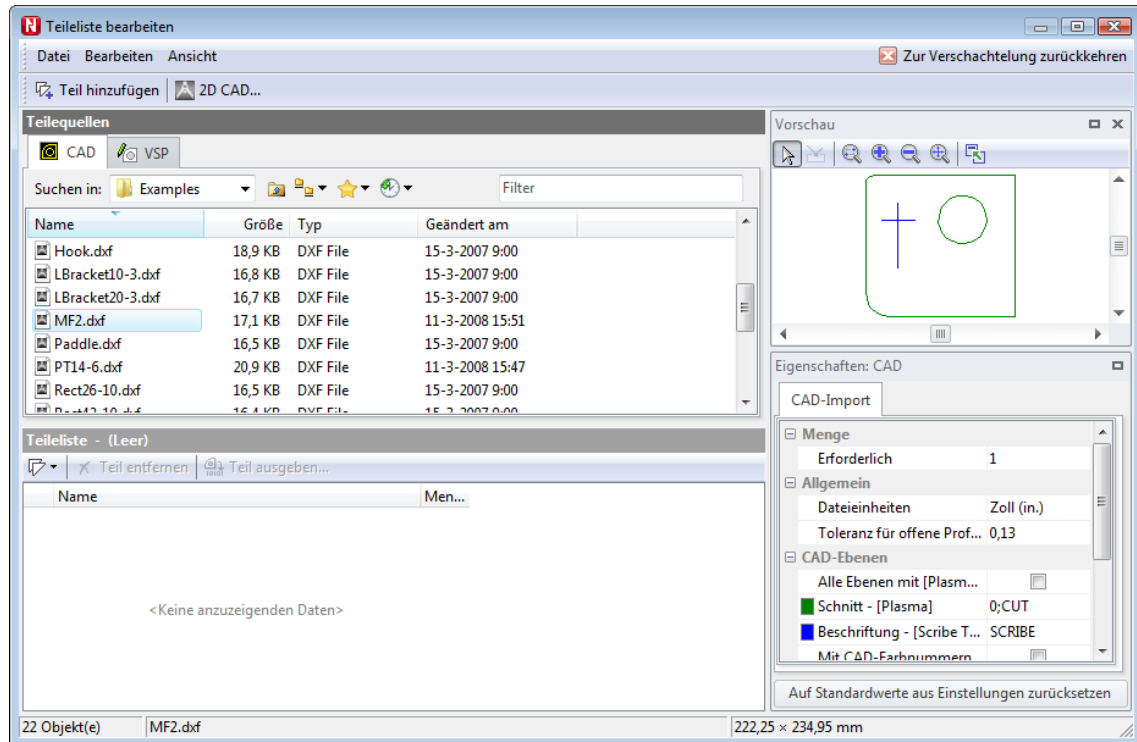 Teileliste bearbeiten
Datei Bearbeiten Ansicht Zur Verschachtelung zurückkehren
Teil hinzufügen 2D CAD...
Teilequellen
CAD VSP
Suchen in: Examples Filter
Name Größe Typ Geändert am
Hook.dxf 18,9 KB DXF File 15-3-2007 9:00
LBracket10-3.dxf 16,8 KB DXF File 15-3-2007 9:00
LBracket20-3.dxf 16,7 KB DXF File 15-3-2007 9:00
MF2.dxf 17,1 KB DXF File 11-3-2008 15:51
Paddle.dxf 16,5 KB DXF File 15-3-2007 9:00
PT14-6.dxf 20,9 KB DXF File 11-3-2008 15:47
Rect26-10.dxf 16,5 KB DXF File 15-3-2007 9:00
Teileliste - (Leer)
Teil entfernen Teil ausgeben...
Name Men...
<Keine anzuzeigenden Daten>
Vorschau
Eigenschaften: CAD
CAD-Import
Menge
Erforderlich 1
Allgemein
Dateieinheiten Zoll (in.)
Toleranz für offene Prof... 0,13
CAD-Ebenen
Alle Ebenen mit [Plasm...
Schnitt - [Plasma] 0;CUT
Beschriftung - [Scribe T... SCRIBE
Mit CAD-Farbnummern
Auf Standardwerte aus Einstellungen zurücksetzen
22 Objekt(e) MF2.dxf 222,25 × 234,95 mm